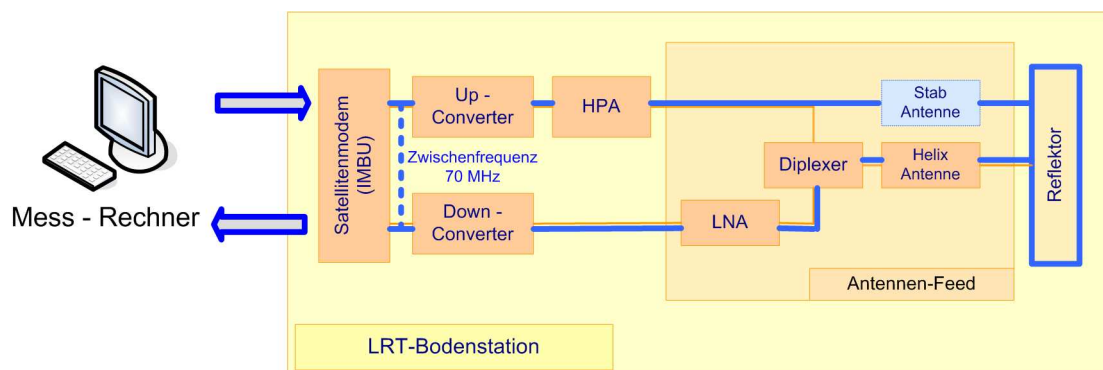 Mess - Rechner
Satellitenmodem
(IMBU)
Up -
Converter
HPA
Zwischenfrequenz
70 MHz
Down -
Converter
LNA
Diplexer
Stab
Antenne
Helix
Antenne
Reflektor
Antennen-Feed
LRT-Bodenstation